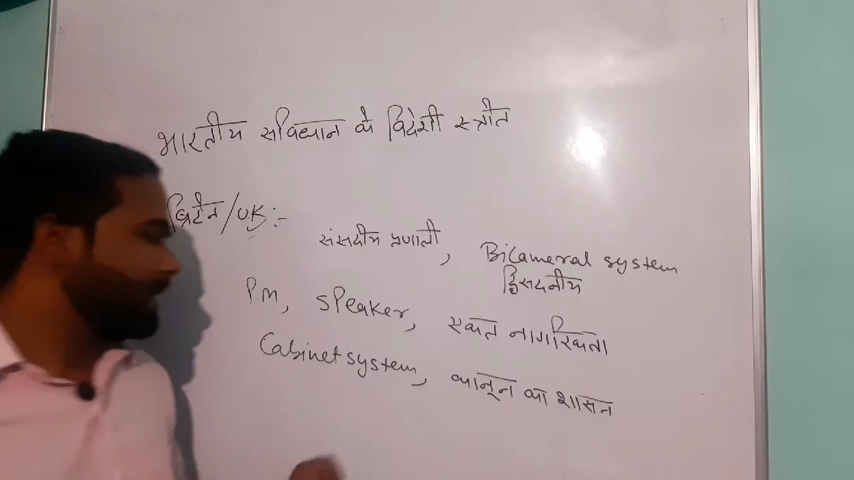 भारतीय संविधान के विदेशी स्त्रोत
ब्रिटेन/UK:-
संसदीय प्रणाली, Bicameral system
द्विसदनीय
PM, speaker, एकल नागरिकता
Cabinet system, कानून का शासन